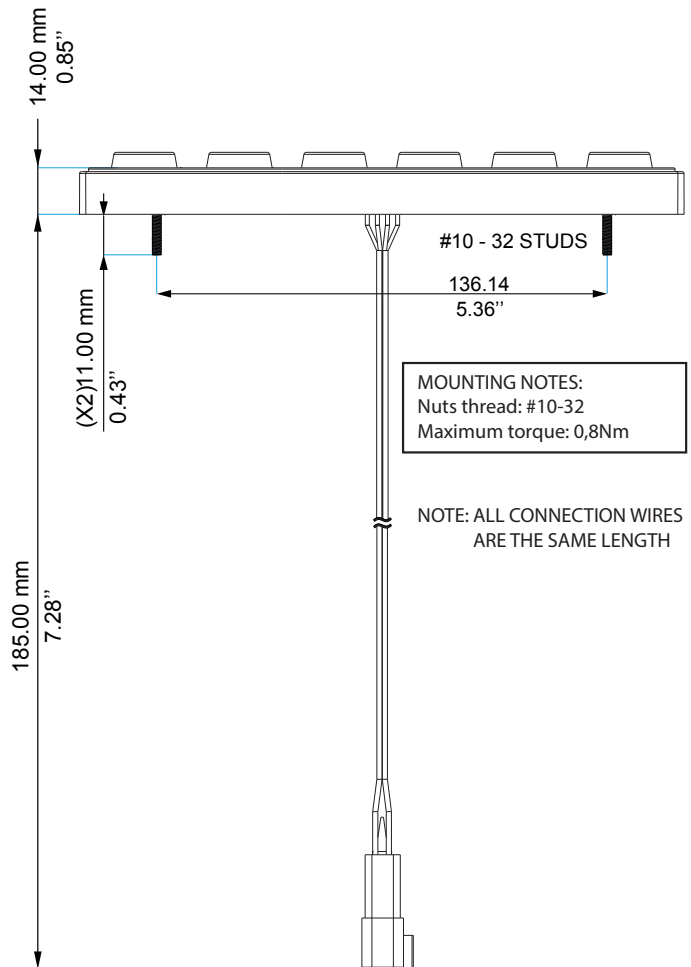 14.00 mm
0.85’’
#10 - 32 STUDS
136.14
5.36’’
(X2)11.00 mm
0.43’’
MOUNTING NOTES:
Nuts thread: #10-32
Maximum torque: 0,8Nm
NOTE: ALL CONNECTION WIRES
ARE THE SAME LENGTH
185.00 mm
7.28’’